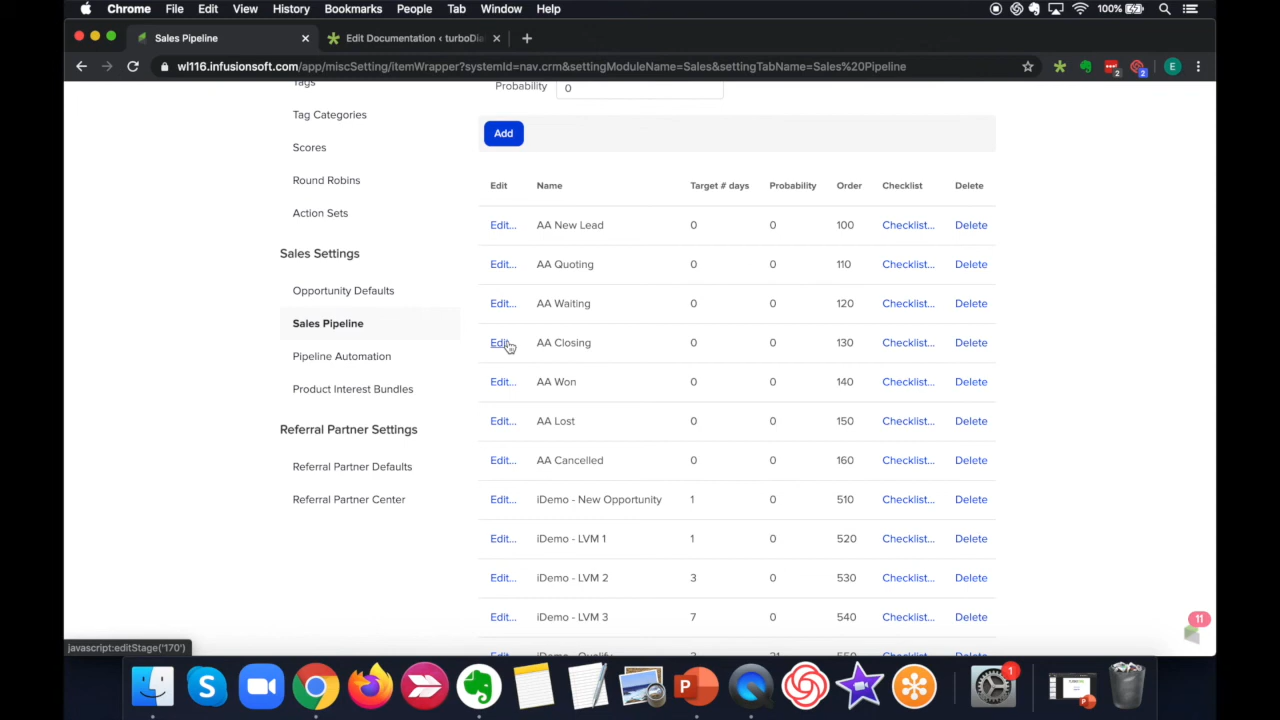 Chrome File Edit View History Bookmarks People Tab Window Help 100%
Sales Pipeline Edit Documentation ‹ turboDia
wl116.infusionsoft.com/app/miscSetting/itemWrapper?systemId=nav.crm&settingModuleName=Sales&settingTabName=Sales%20Pipeline 2 2 E
Tags
Tag Categories
Scores
Round Robins
Action Sets
Sales Settings
Opportunity Defaults
Sales Pipeline
Pipeline Automation
Product Interest Bundles
Referral Partner Settings
Referral Partner Defaults
Referral Partner Center
Probability 0
Add
Edit Name Target # days Probability Order Checklist Delete
Edit... AA New Lead 0 0 100 Checklist... Delete
Edit... AA Quoting 0 0 110 Checklist... Delete
Edit... AA Waiting 0 0 120 Checklist... Delete
Edit... AA Closing 0 0 130 Checklist... Delete
Edit... AA Won 0 0 140 Checklist... Delete
Edit... AA Lost 0 0 150 Checklist... Delete
Edit... AA Cancelled 0 0 160 Checklist... Delete
Edit... iDemo - New Opportunity 1 0 510 Checklist... Delete
Edit... iDemo - LVM 1 1 0 520 Checklist... Delete
Edit... iDemo - LVM 2 3 0 530 Checklist... Delete
Edit... iDemo - LVM 3 7 0 540 Checklist... Delete
11
javascript:editStage('170')
1